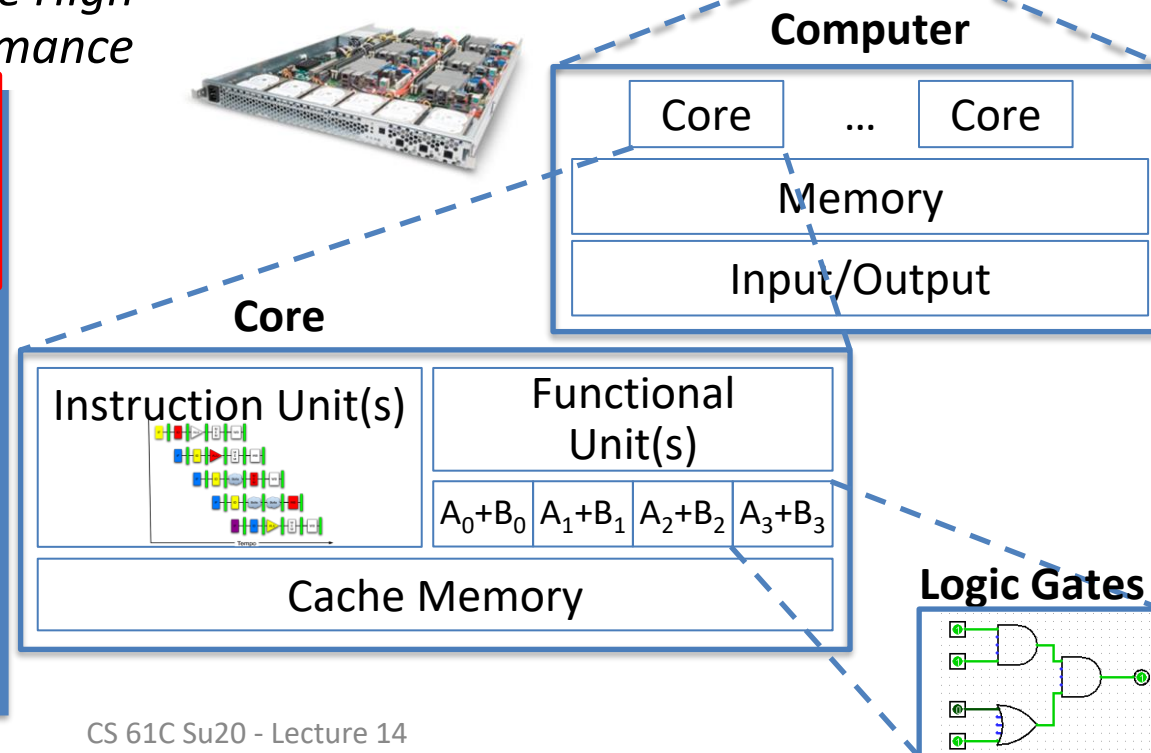 mance
Computer
Core ... Core
Memory
Input/Output
Core
Instruction Unit(s)
Tempo
Functional
Unit(s)
A₀+B₀ A₁+B₁ A₂+B₂ A₃+B₃
Cache Memory
Logic Gates
CS 61C Su20 - Lecture 14